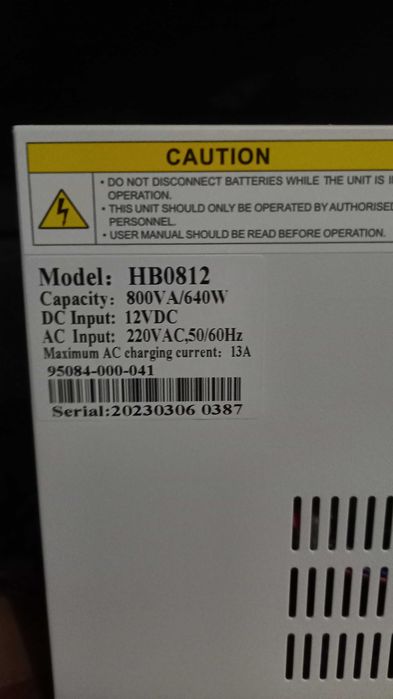 CAUTION
• DO NOT DISCONNECT BATTERIES WHILE THE UNIT IS
OPERATION.
• THIS UNIT SHOULD ONLY BE OPERATED BY AUTHORISED
PERSONNEL.
• USER MANUAL SHOULD BE READ BEFORE OPERATION.
Model: HB0812
Capacity: 800VA/640W
DC Input: 12VDC
AC Input: 220VAC,50/60Hz
Maximum AC charging current: 13A
95084-000-041
Serial:20230306 0387